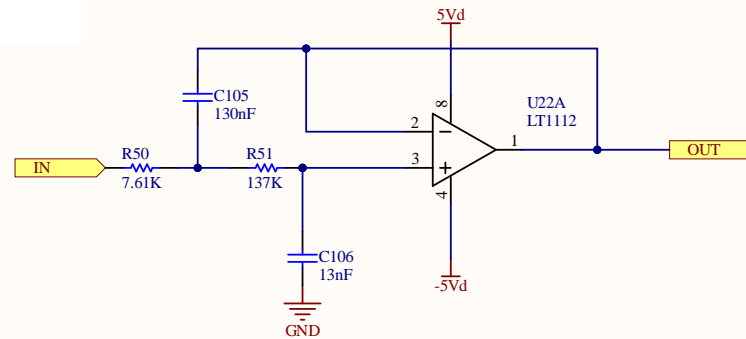 5Vd
C105
130nF
8
U22A
LT1112
2
1
R50
R51
3
IN
OUT
7.61K
137K
4
C106
13nF
-5Vd
GND